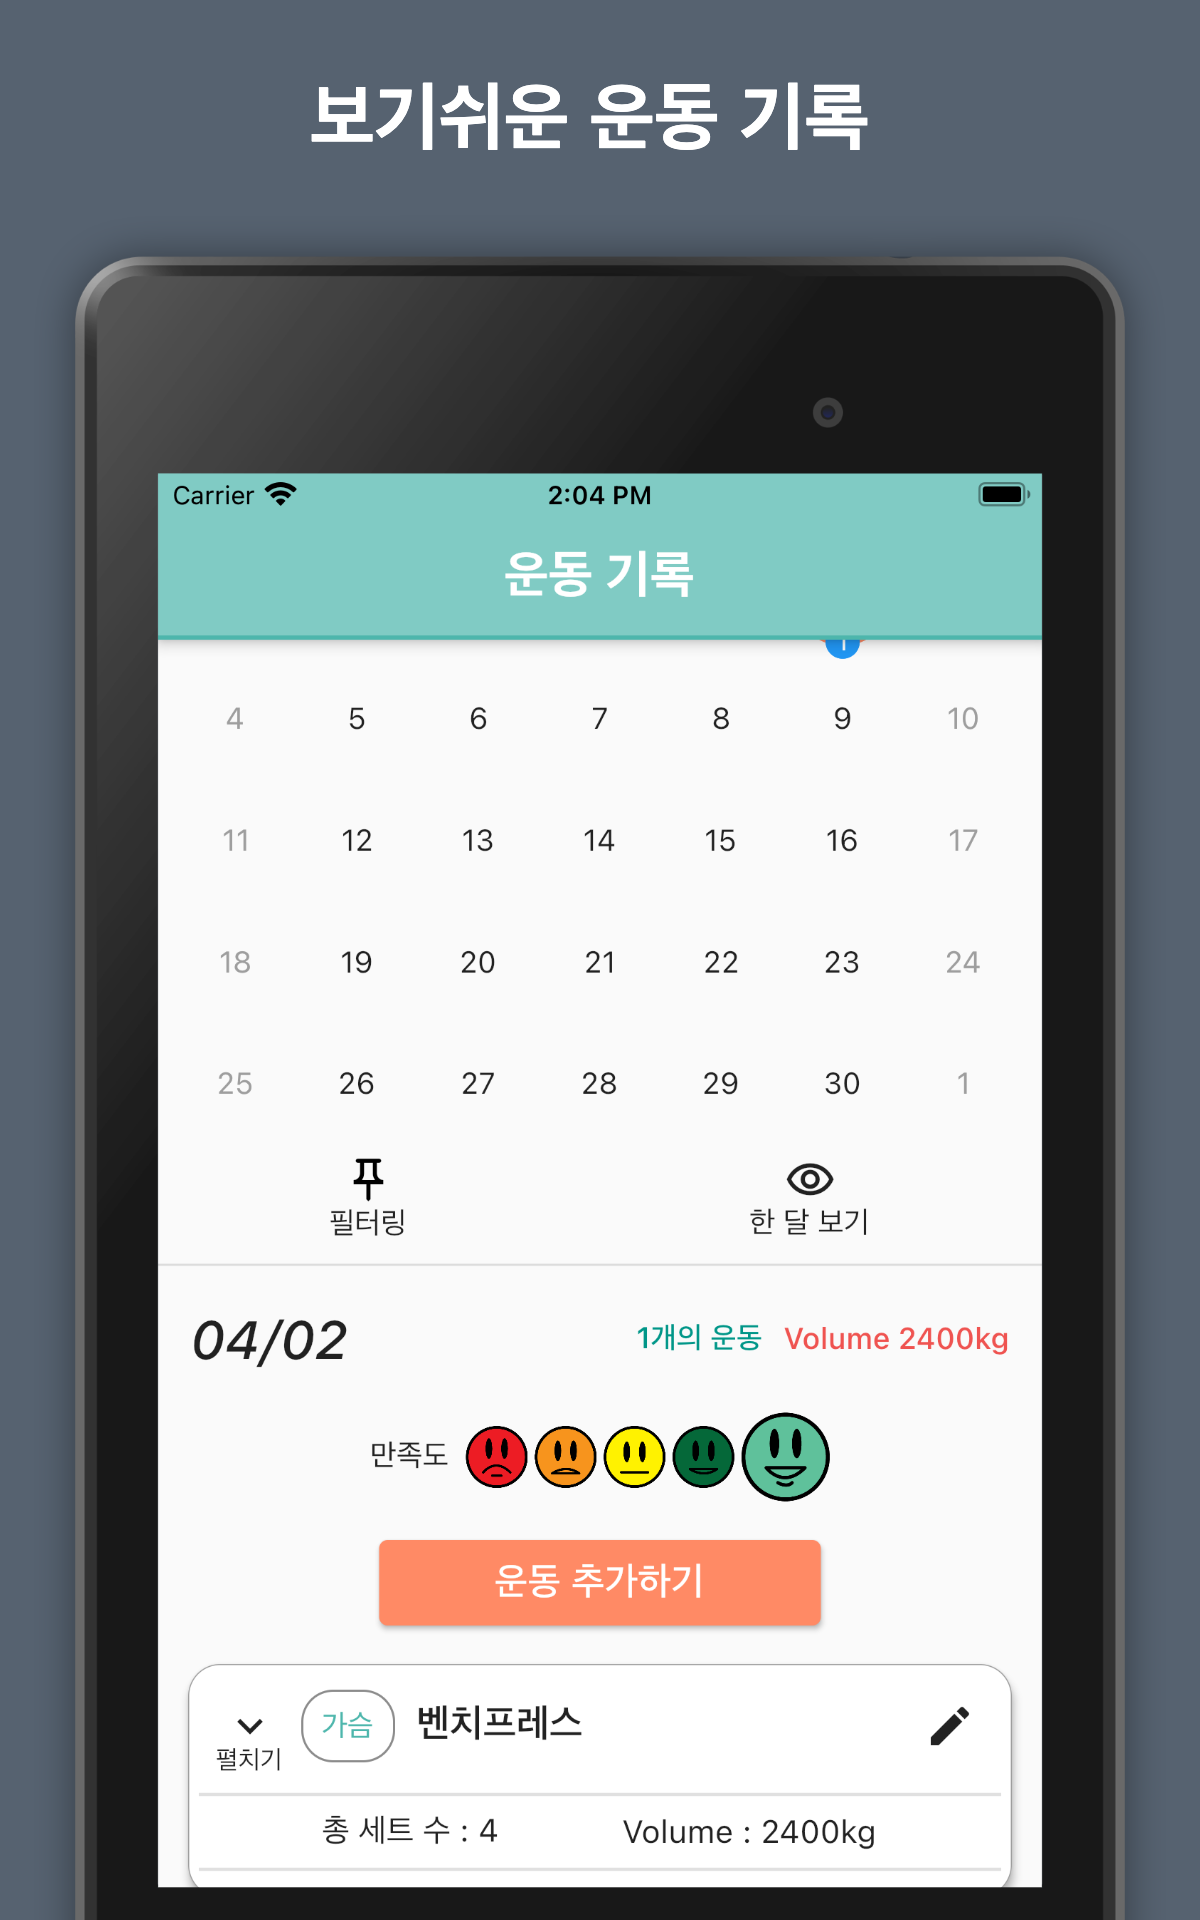 보기쉬운 운동 기록
Carrier 2:04 PM
운동 기록
1
4 5 6 7 8 9 10
11 12 13 14 15 16 17
18 19 20 21 22 23 24
25 26 27 28 29 30 1
필터링 한 달 보기
04/02 1개의 운동 Volume 2400kg
만족도
운동 추가하기
펼치기 가슴 벤치프레스
총 세트 수 : 4 Volume : 2400kg